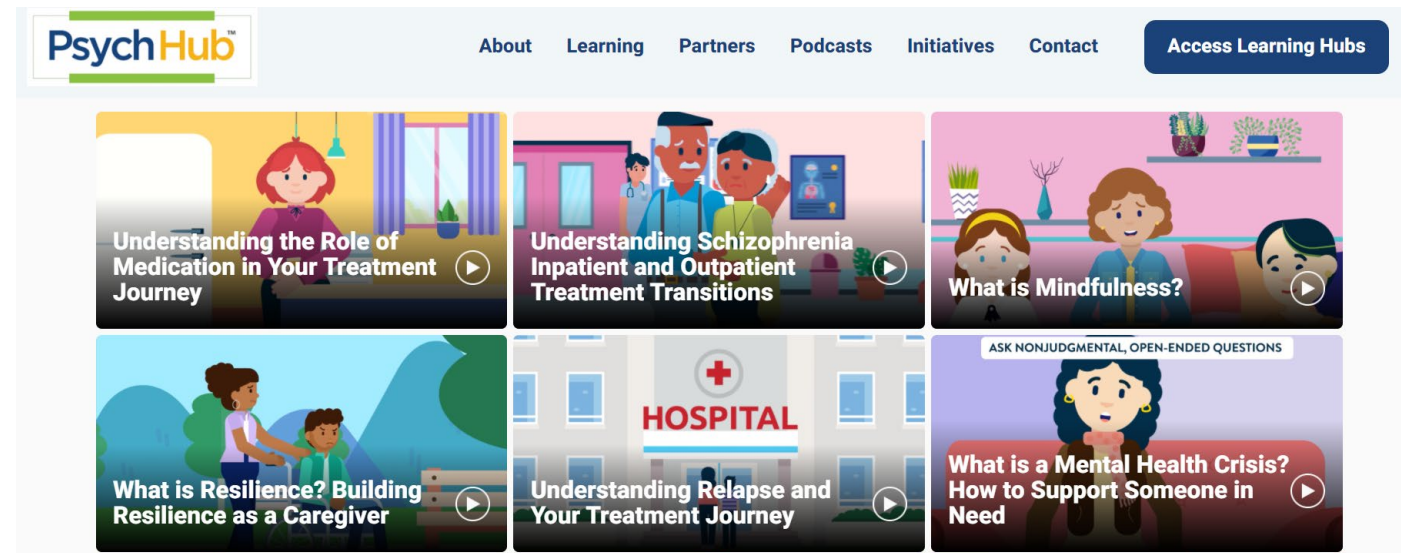 PsychHub™
About Learning Partners Podcasts Initiatives Contact Access Learning Hubs
Understanding the Role of
Medication in Your Treatment
Journey
Understanding Schizophrenia
Inpatient and Outpatient
Treatment Transitions
What is Mindfulness?
HOSPITAL
ASK NONJUDGMENTAL, OPEN-ENDED QUESTIONS
What is Resilience? Building
Resilience as a Caregiver
Understanding Relapse and
Your Treatment Journey
What is a Mental Health Crisis?
How to Support Someone in
Need